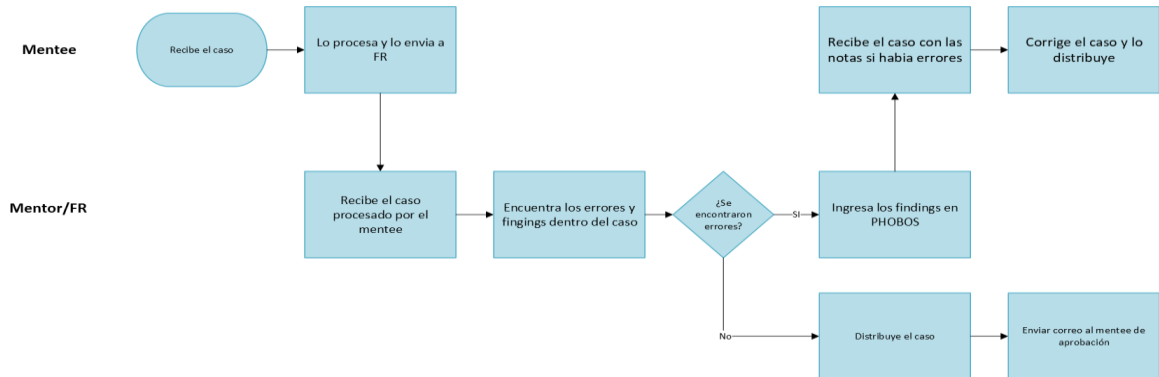 Mentee
Recibe el caso
Lo procesa y lo envia a
FR
Recibe el caso con las
notas si habia errores
Corrige el caso y lo
distribuye
Mentor/FR
Recibe el caso
procesado por el
mentee
Encuentra los errores y
fingings dentro del caso
¿Se
encontraron
errores?
SI
Ingresa los findings en
PHOBOS
No
Distribuye el caso
Enviar correo al mentee de
aprobación